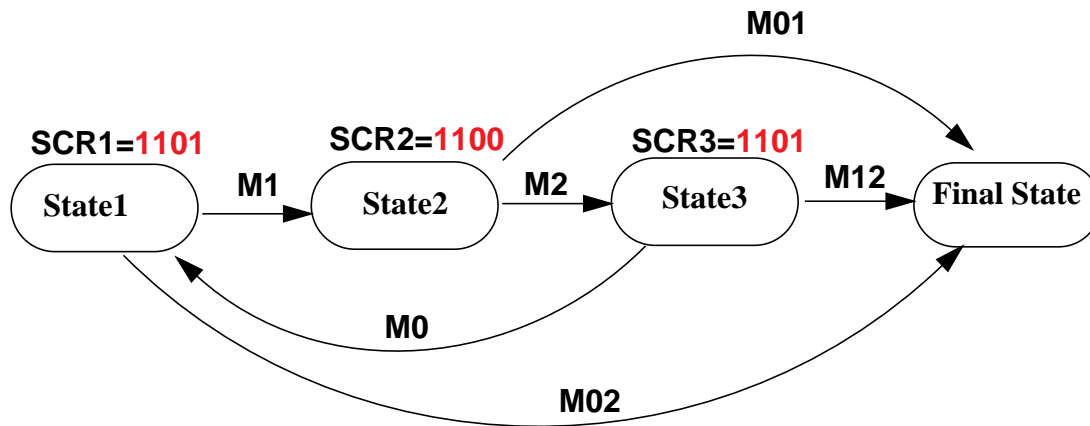 M01
SCR1=1101
SCR2=1100
SCR3=1101
State1
M1
State2
M2
State3
M12
Final State
M0
M02